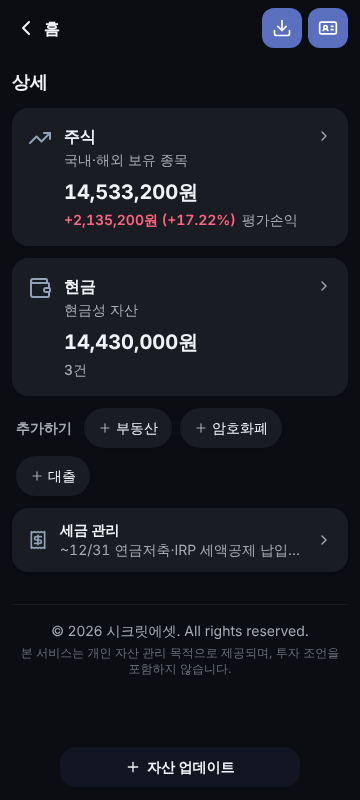 홈
상세
주식
국내·해외 보유 종목
14,533,200원
+2,135,200원 (+17.22%) 평가손익
현금
현금성 자산
14,430,000원
3건
추가하기
+ 부동산
+ 암호화폐
+ 대출
세금 관리
~12/31 연금저축·IRP 세액공제 납입...
© 2026 시크릿에셋. All rights reserved.
본 서비스는 개인 자산 관리 목적으로 제공되며, 투자 조언을
포함하지 않습니다.
+ 자산 업데이트